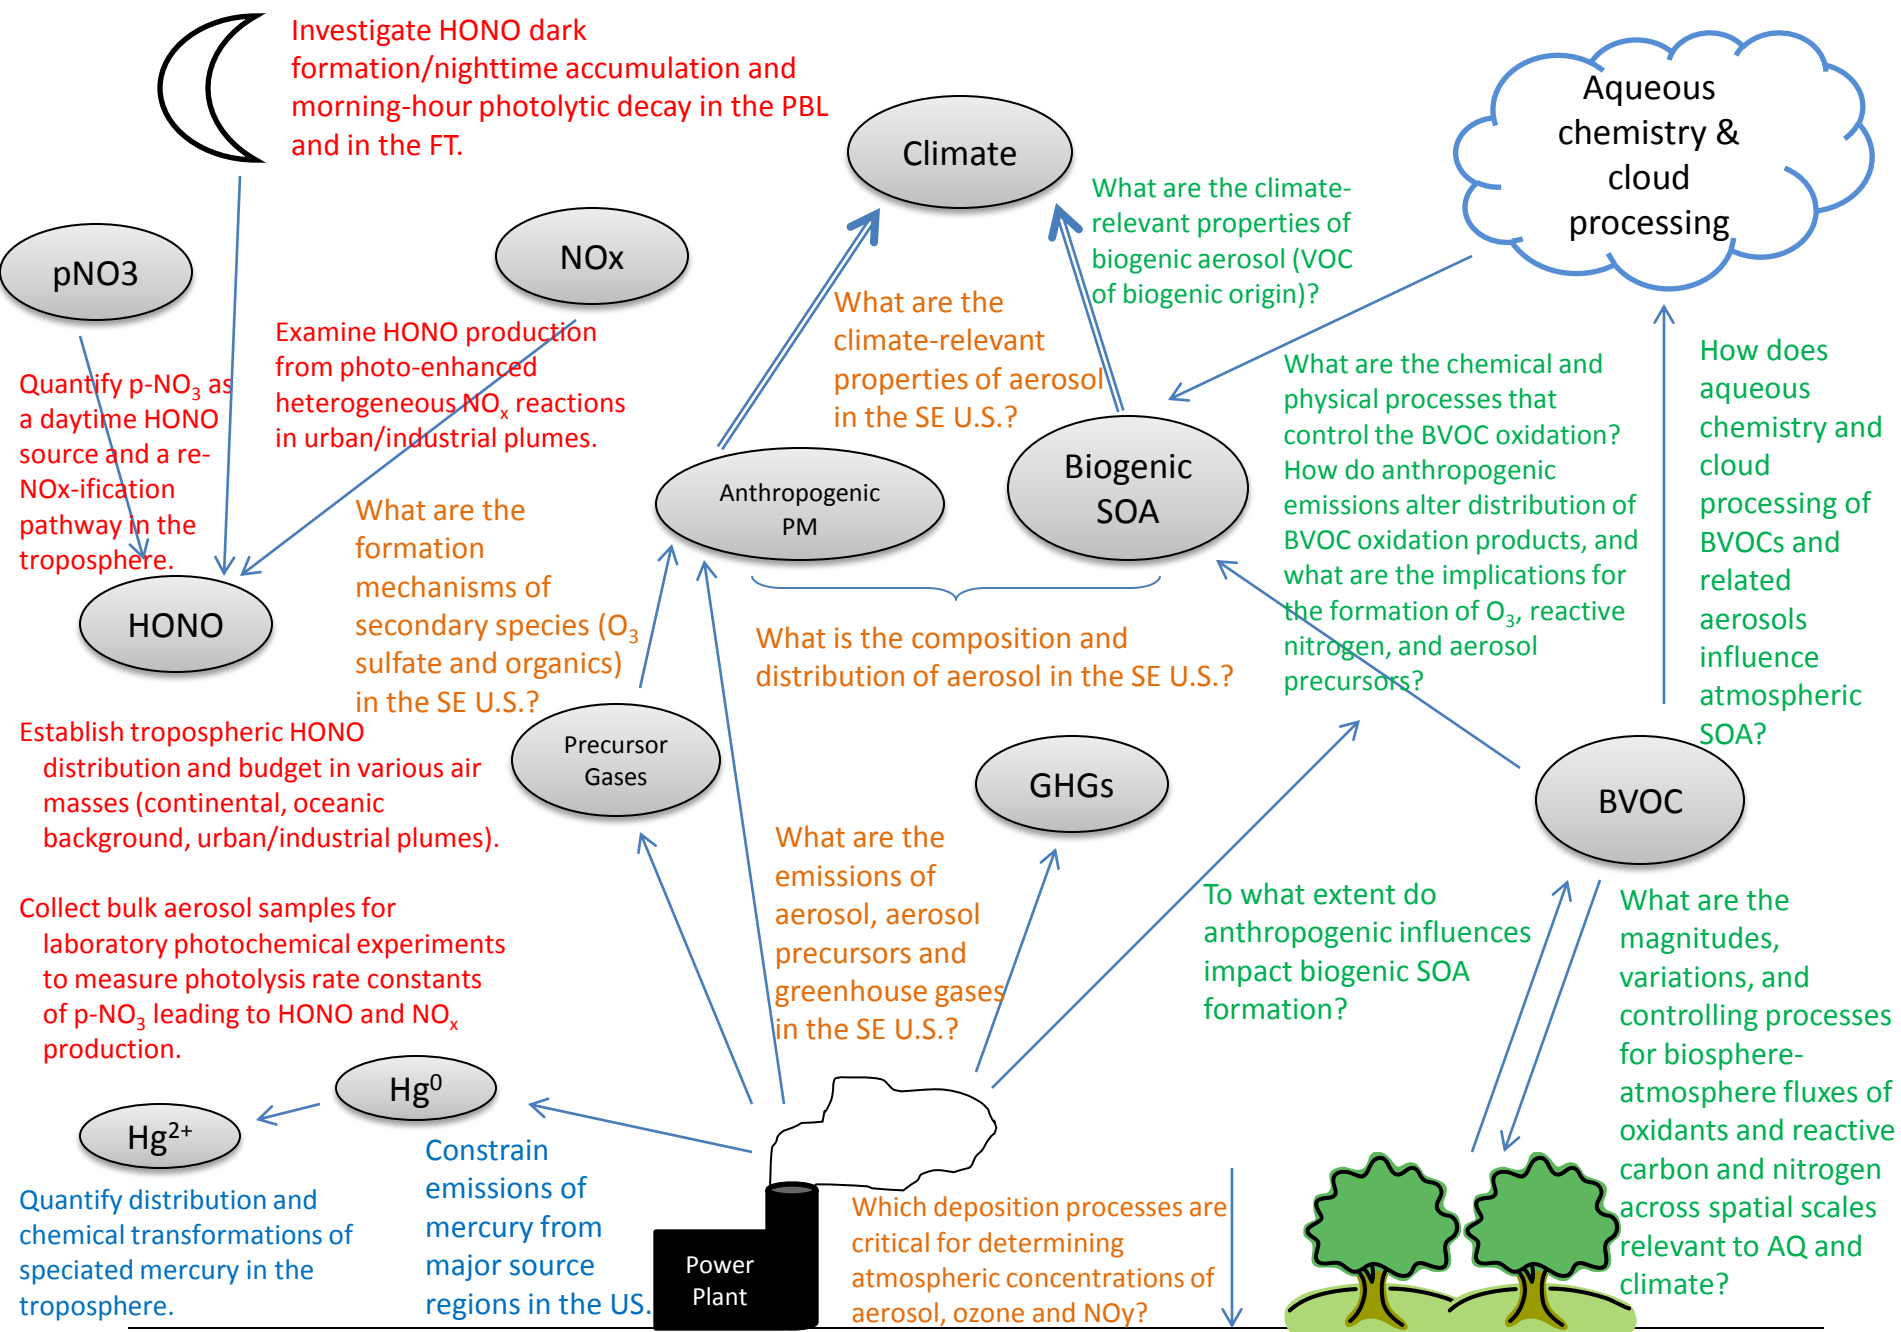 Investigate HONO dark
formation/nighttime accumulation and
morning-hour photolytic decay in the PBL
and in the FT.
Climate
Aqueous
chemistry &
cloud
processing
pNO3
NOx
What are the climate-
relevant properties of
biogenic aerosol (VOC
of biogenic origin)?
What are the
climate-relevant
properties of aerosol
in the SE U.S.?
Examine HONO production
from photo-enhanced
heterogeneous NOₓ reactions
in urban/industrial plumes.
Quantify p-NO₃ as
a daytime HONO
source and a re-
NOx-ification
pathway in the
troposphere.
HONO
What are the
formation
mechanisms of
secondary species (O₃
sulfate and organics)
in the SE U.S.?
Anthropogenic
PM
Biogenic
SOA
What are the chemical and
physical processes that
control the BVOC oxidation?
How do anthropogenic
emissions alter distribution of
BVOC oxidation products, and
what are the implications for
the formation of O₃, reactive
nitrogen, and aerosol
precursors?
How does
aqueous
chemistry and
cloud
processing of
BVOCs and
related
aerosols
influence
atmospheric
SOA?
What is the composition and
distribution of aerosol in the SE U.S.?
Establish tropospheric HONO
distribution and budget in various air
masses (continental, oceanic
background, urban/industrial plumes).
Precursor
Gases
GHGs
BVOC
Collect bulk aerosol samples for
laboratory photochemical experiments
to measure photolysis rate constants
of p-NO₃ leading to HONO and NOₓ
production.
What are the
emissions of
aerosol, aerosol
precursors and
greenhouse gases
in the SE U.S.?
To what extent do
anthropogenic influences
impact biogenic SOA
formation?
What are the
magnitudes,
variations, and
controlling processes
for biosphere-
atmosphere fluxes of
oxidants and reactive
carbon and nitrogen
across spatial scales
relevant to AQ and
climate?
Hg⁰
Hg²⁺
Quantify distribution and
chemical transformations of
speciated mercury in the
troposphere.
Constrain
emissions of
mercury from
major source
regions in the US.
Power
Plant
Which deposition processes are
critical for determining
atmospheric concentrations of
aerosol, ozone and NOy?